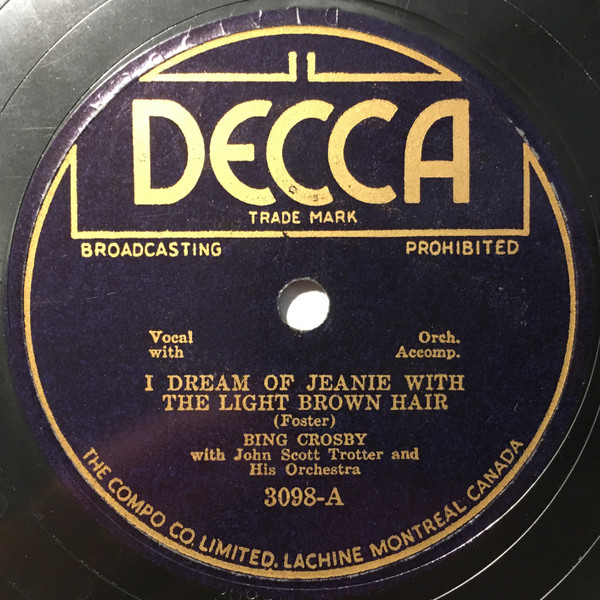 DECCA
TRADE MARK
BROADCASTING PROHIBITED
Vocal Orch.
with Accomp.
I DREAM OF JEANIE WITH
THE LIGHT BROWN HAIR
(Foster)
BING CROSBY
with John Scott Trotter and
His Orchestra
3098-A
THE COMPO CO. LIMITED. LACHINE MONTREAL CANADA